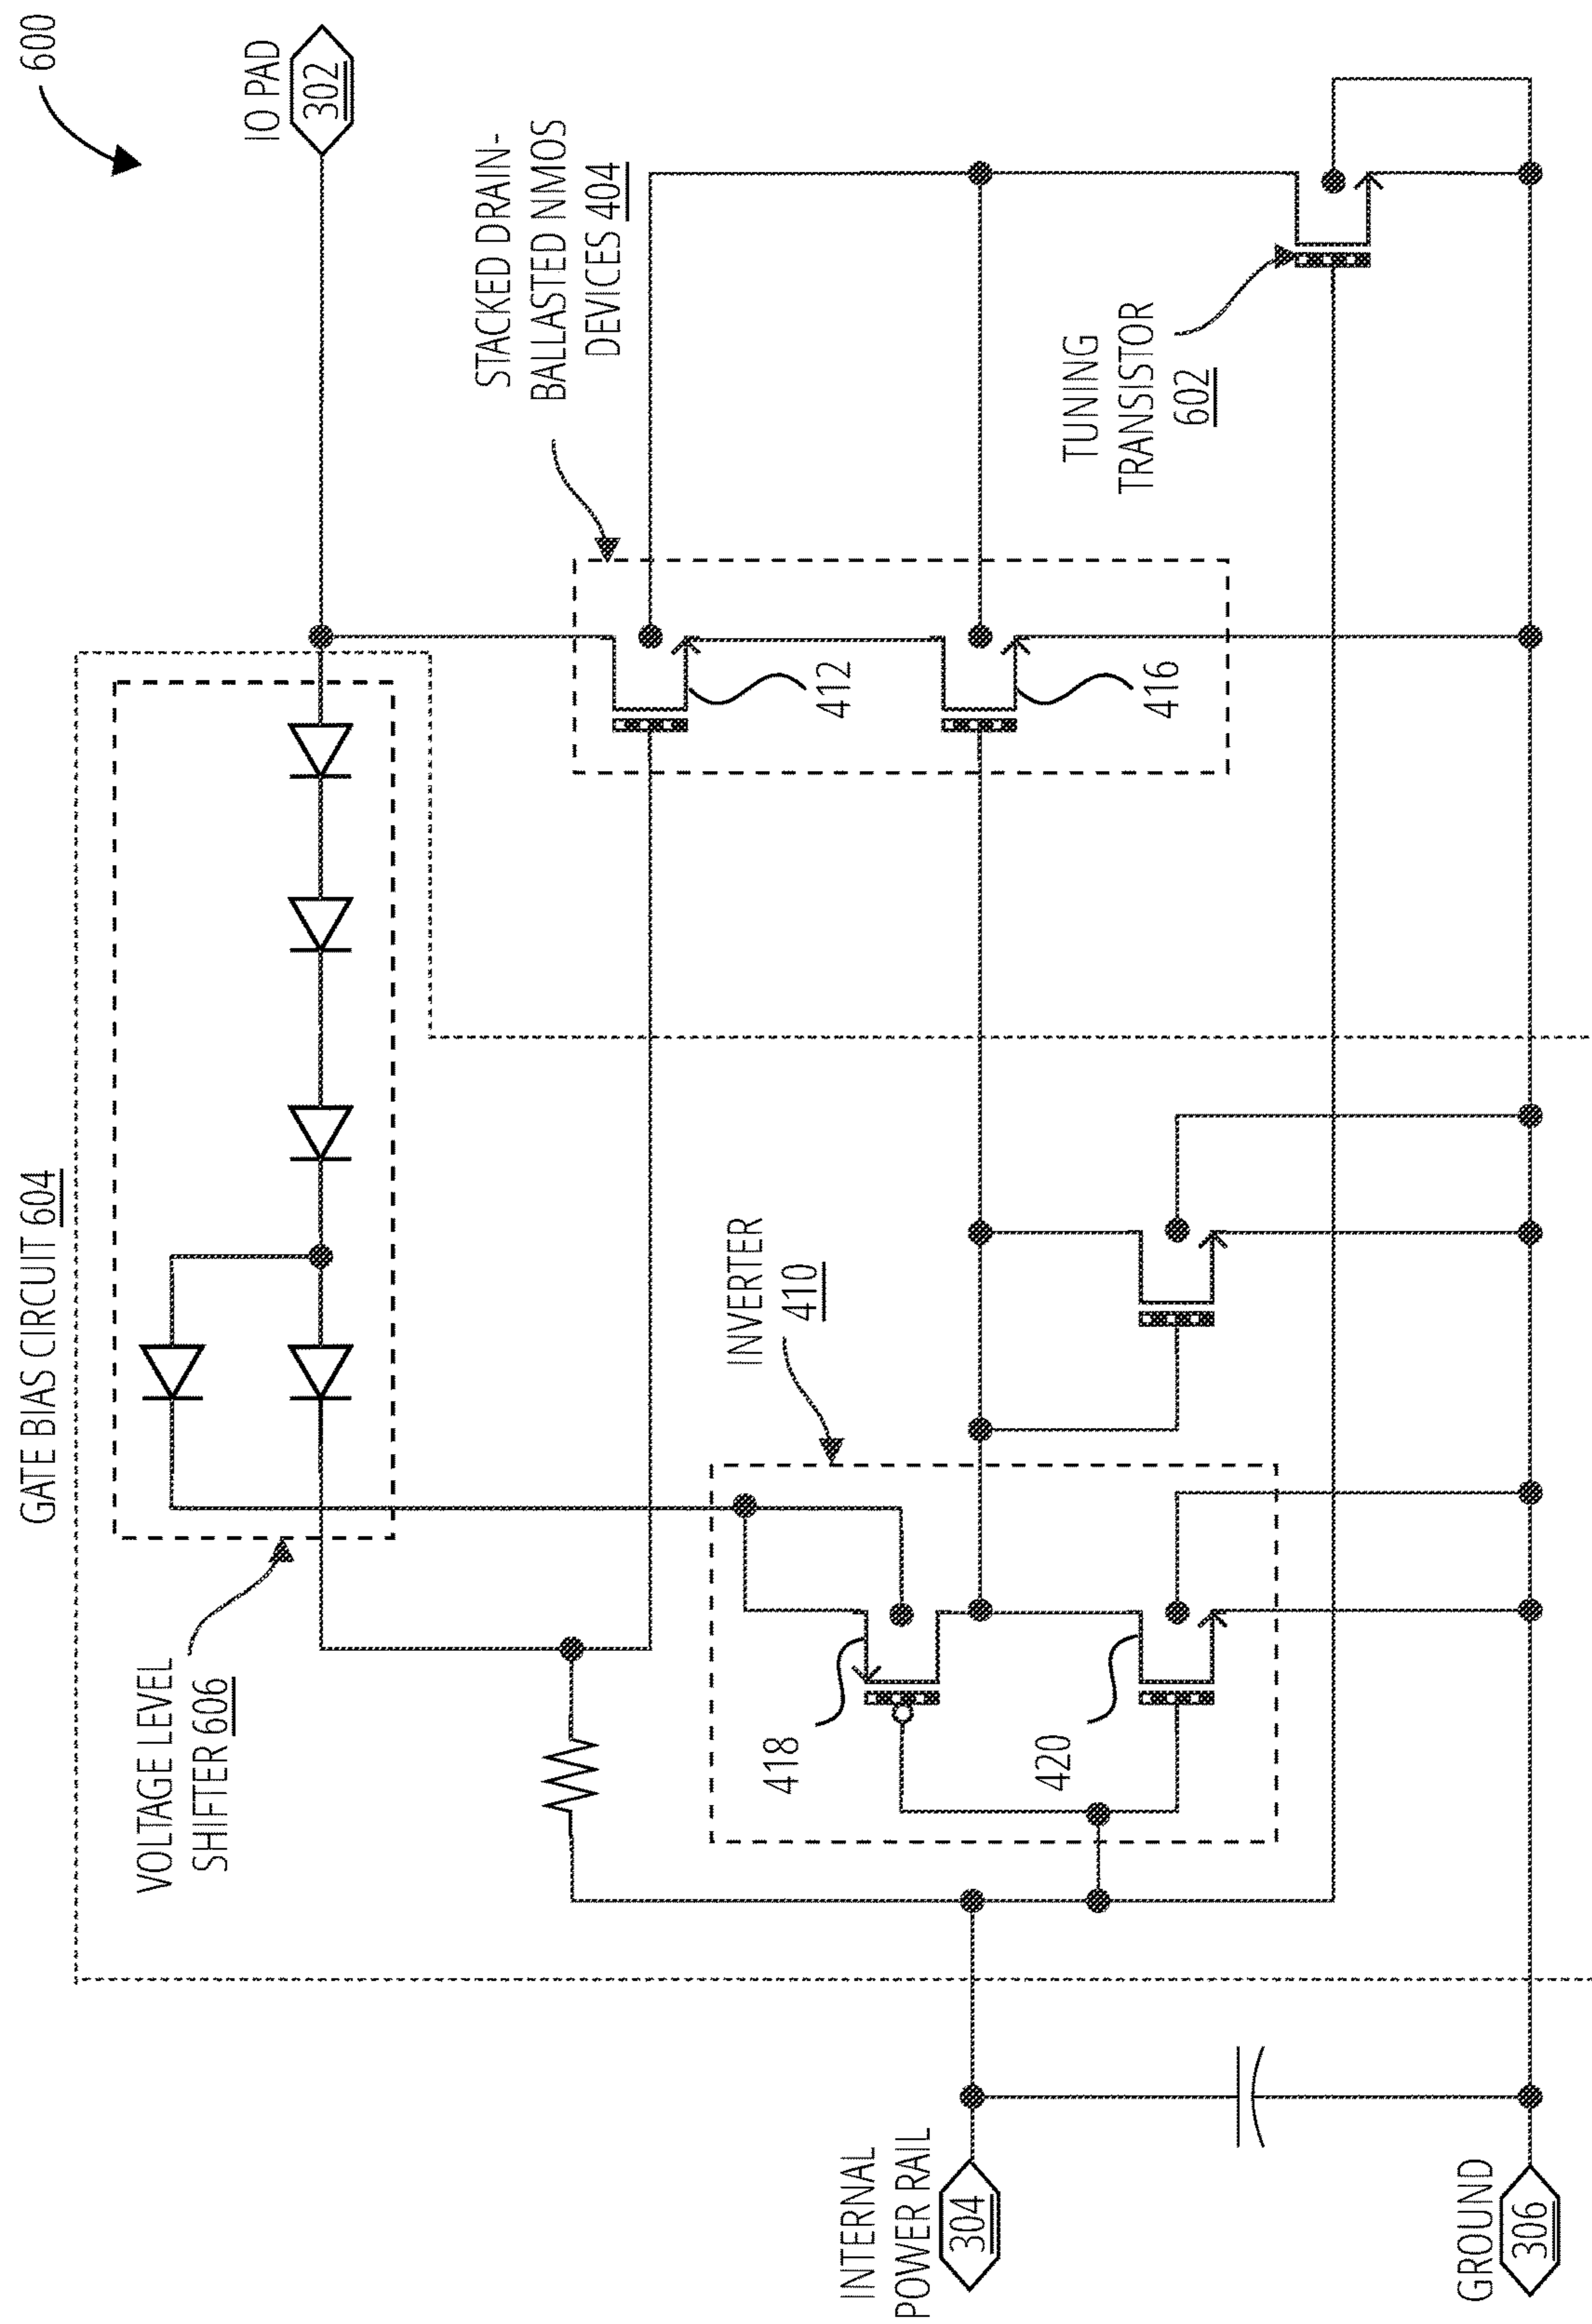 600
GATE BIAS CIRCUIT 604
IO PAD
302
VOLTAGE LEVEL
SHIFTER 606
STACKED DRAIN-
BALLASTED NMOS
DEVICES 404
INVERTER
410
418
412
420
416
TUNING
TRANSISTOR
602
INTERNAL
POWER RAIL
304
GROUND
306